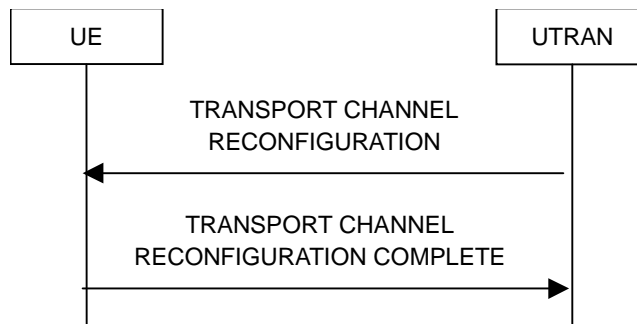 UE
UTRAN
TRANSPORT CHANNEL
RECONFIGURATION
TRANSPORT CHANNEL
RECONFIGURATION COMPLETE